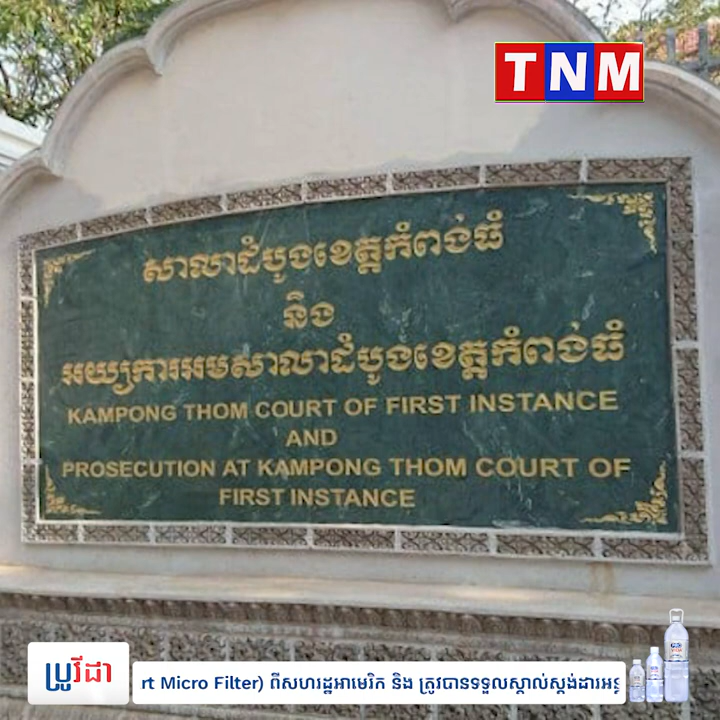 TNM
សាលាដំបូងខេត្តកំពង់ធំ
និង
អយ្យការអមសាលាដំបូងខេត្តកំពង់ធំ
KAMPONG THOM COURT OF FIRST INSTANCE
AND
PROSECUTION AT KAMPONG THOM COURT OF
FIRST INSTANCE
ប្រូវីដា
rt Micro Filter) ពីសហរដ្ឋអាមេរិក និង ត្រូវបានទទួលស្គាល់ស្តង់ដារអន្